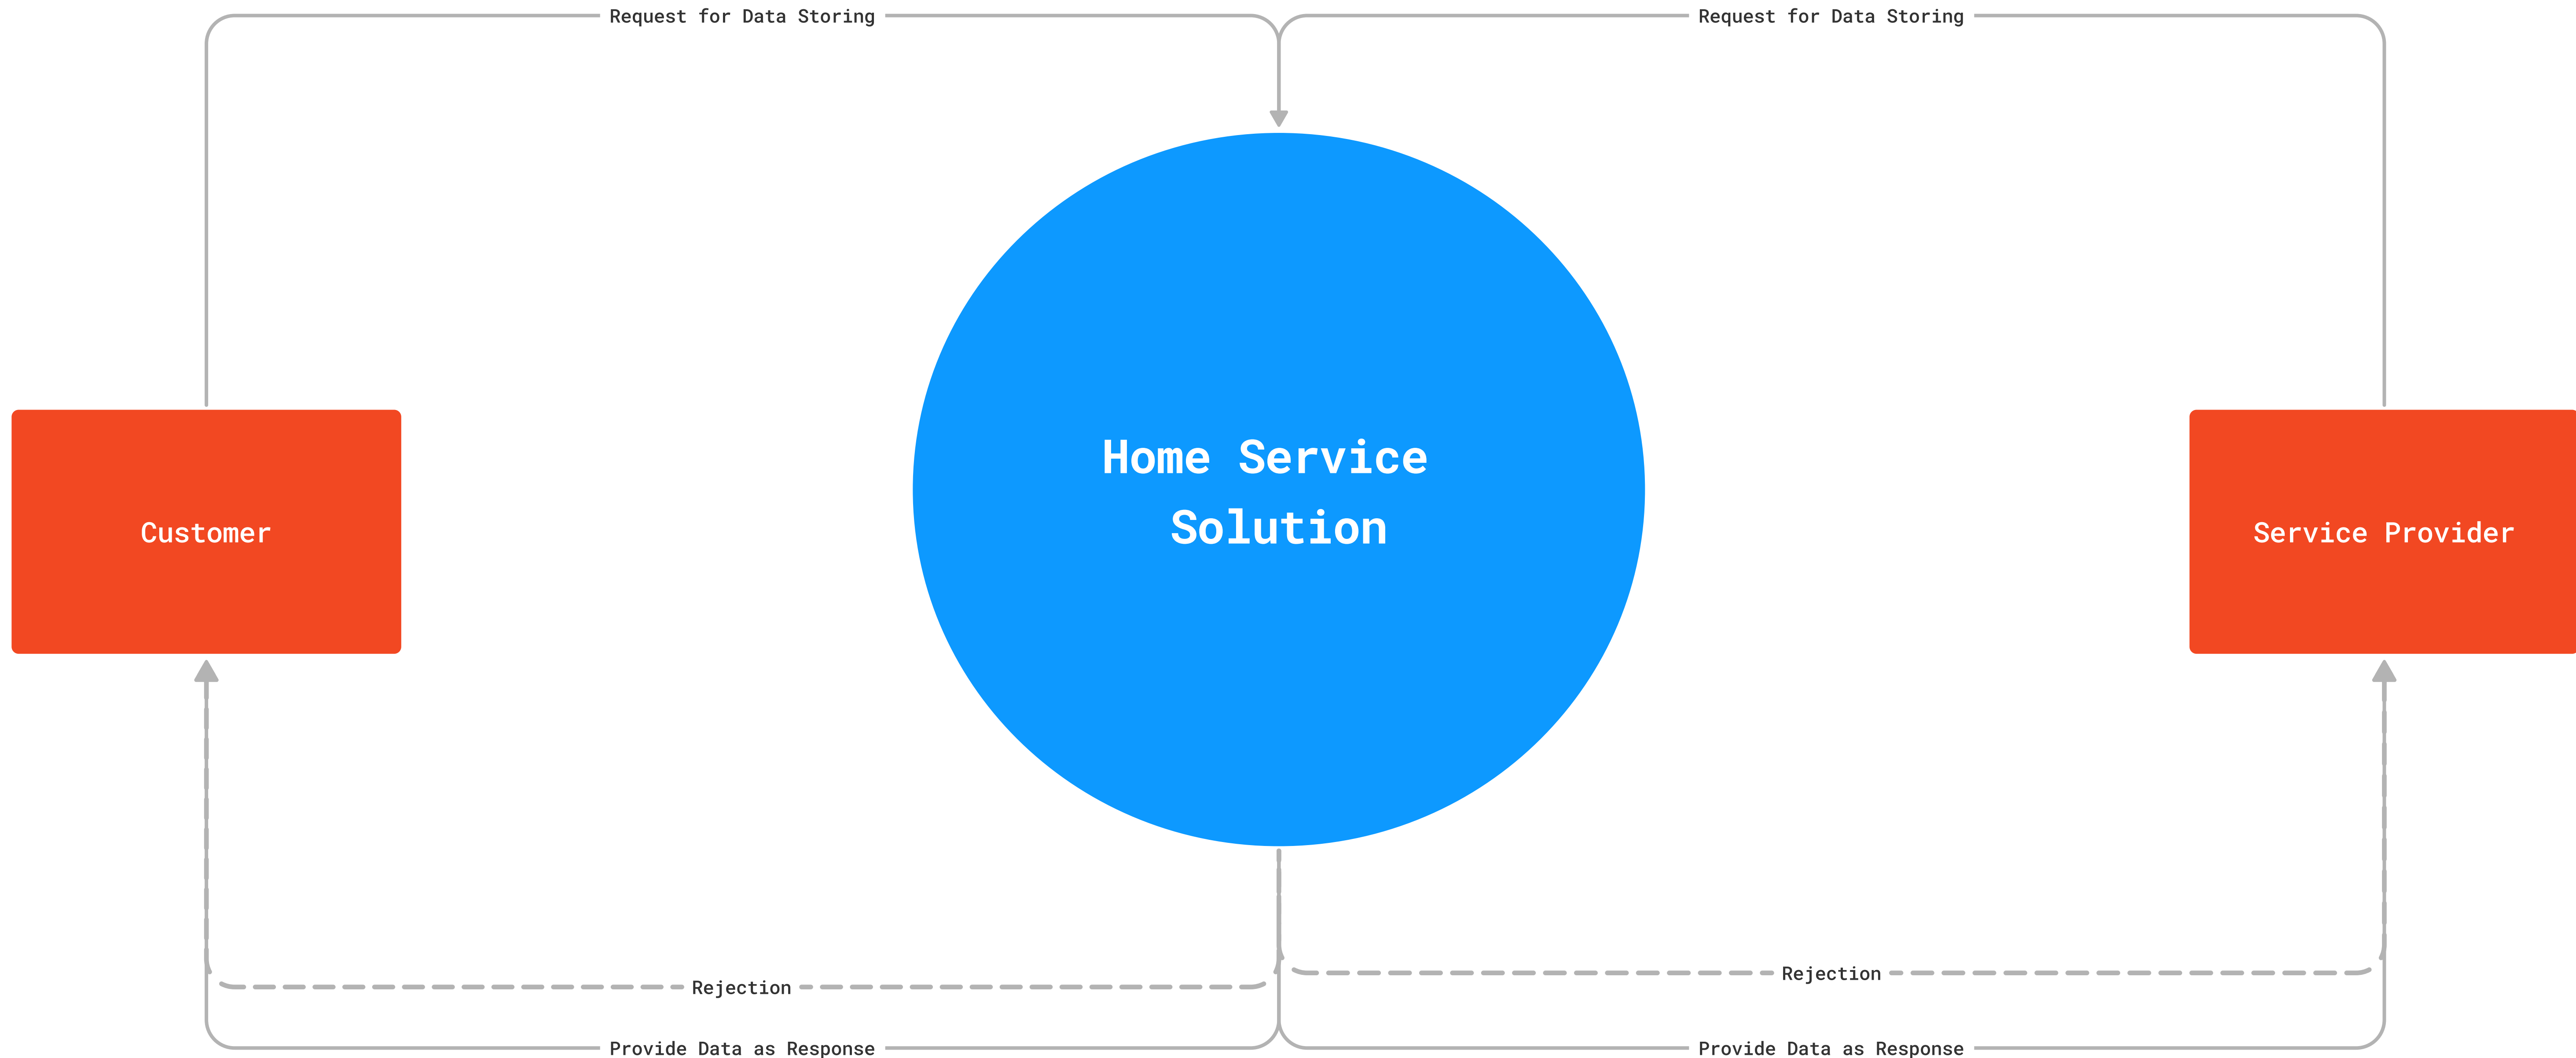 Request for Data Storing
Request for Data Storing
Home Service
Solution
Customer
Service Provider
Rejection
Rejection
Provide Data as Response
Provide Data as Response